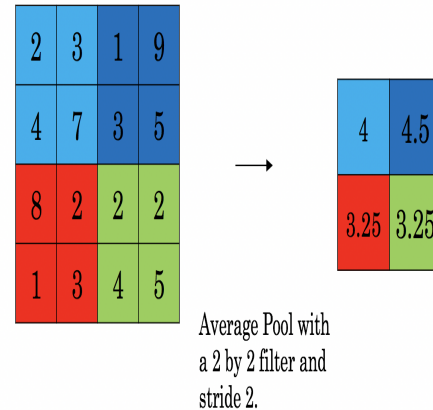 2 3 1 9
4 7 3 5
8 2 2 2
1 3 4 5
4 4.5
3.25 3.25
Average Pool with
a 2 by 2 filter and
stride 2.